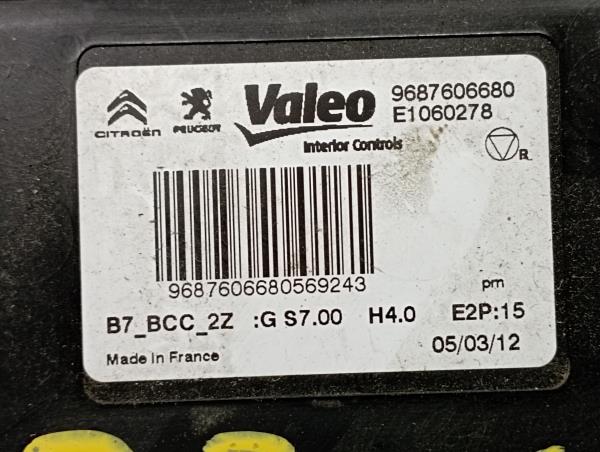 CITROËN PEUGEOT Valeo 9687606680
E1060278
Interior Controls
R
9687606680569243
pm
B7_BCC_2Z :G S7.00 H4.0 E2P:15
05/03/12
Made in France